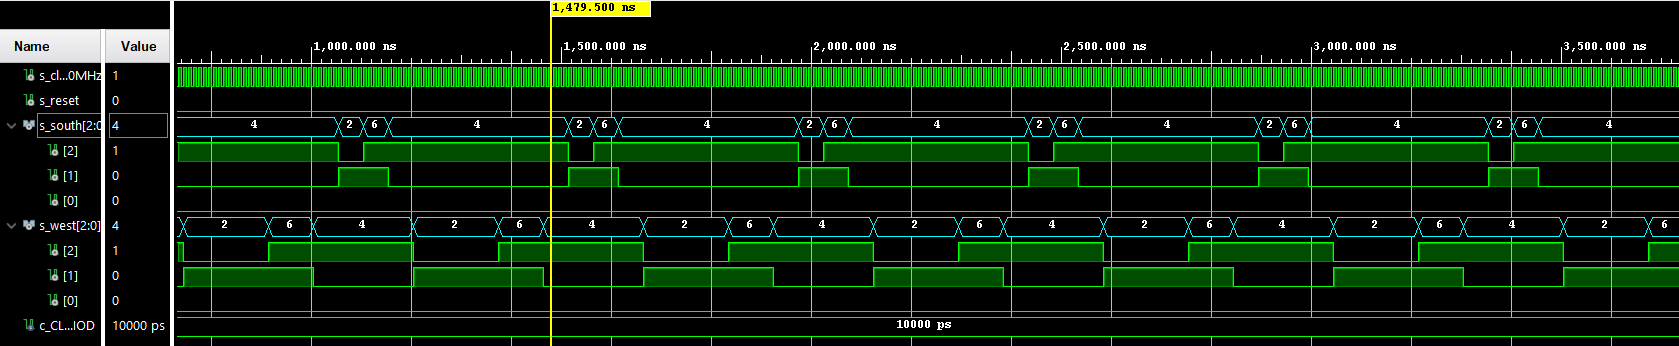 1,479.500 ns
Name Value 1,000.000 ns 1,500.000 ns 2,000.000 ns 2,500.000 ns 3,000.000 ns 3,500.000 ns
s_cl...0MHz 1
s_reset 0
s_south[2:0 4 4 2 6 4 2 6 4 2 6 4 2 6 4 2 6 4 2 6 4
[2] 1
[1] 0
[0] 0
s_west[2:0] 4 2 6 4 2 6 4 2 6 4 2 6 4 2 6 4 2 6 4 2 6
[2] 1
[1] 0
[0] 0
c_CL...IOD 10000 ps 10000 ps